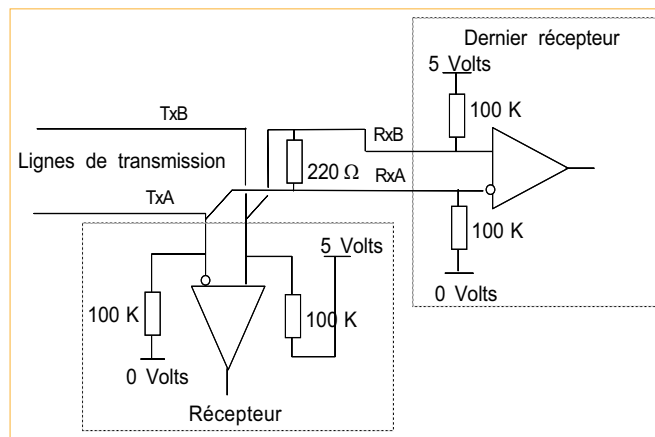 Dernier récepteur
5 Volts
100 K
TxB
RxB
Lignes de transmission
220 Ω
RxA
TxA
100 K
5 Volts
0 Volts
100 K
100 K
0 Volts
Récepteur